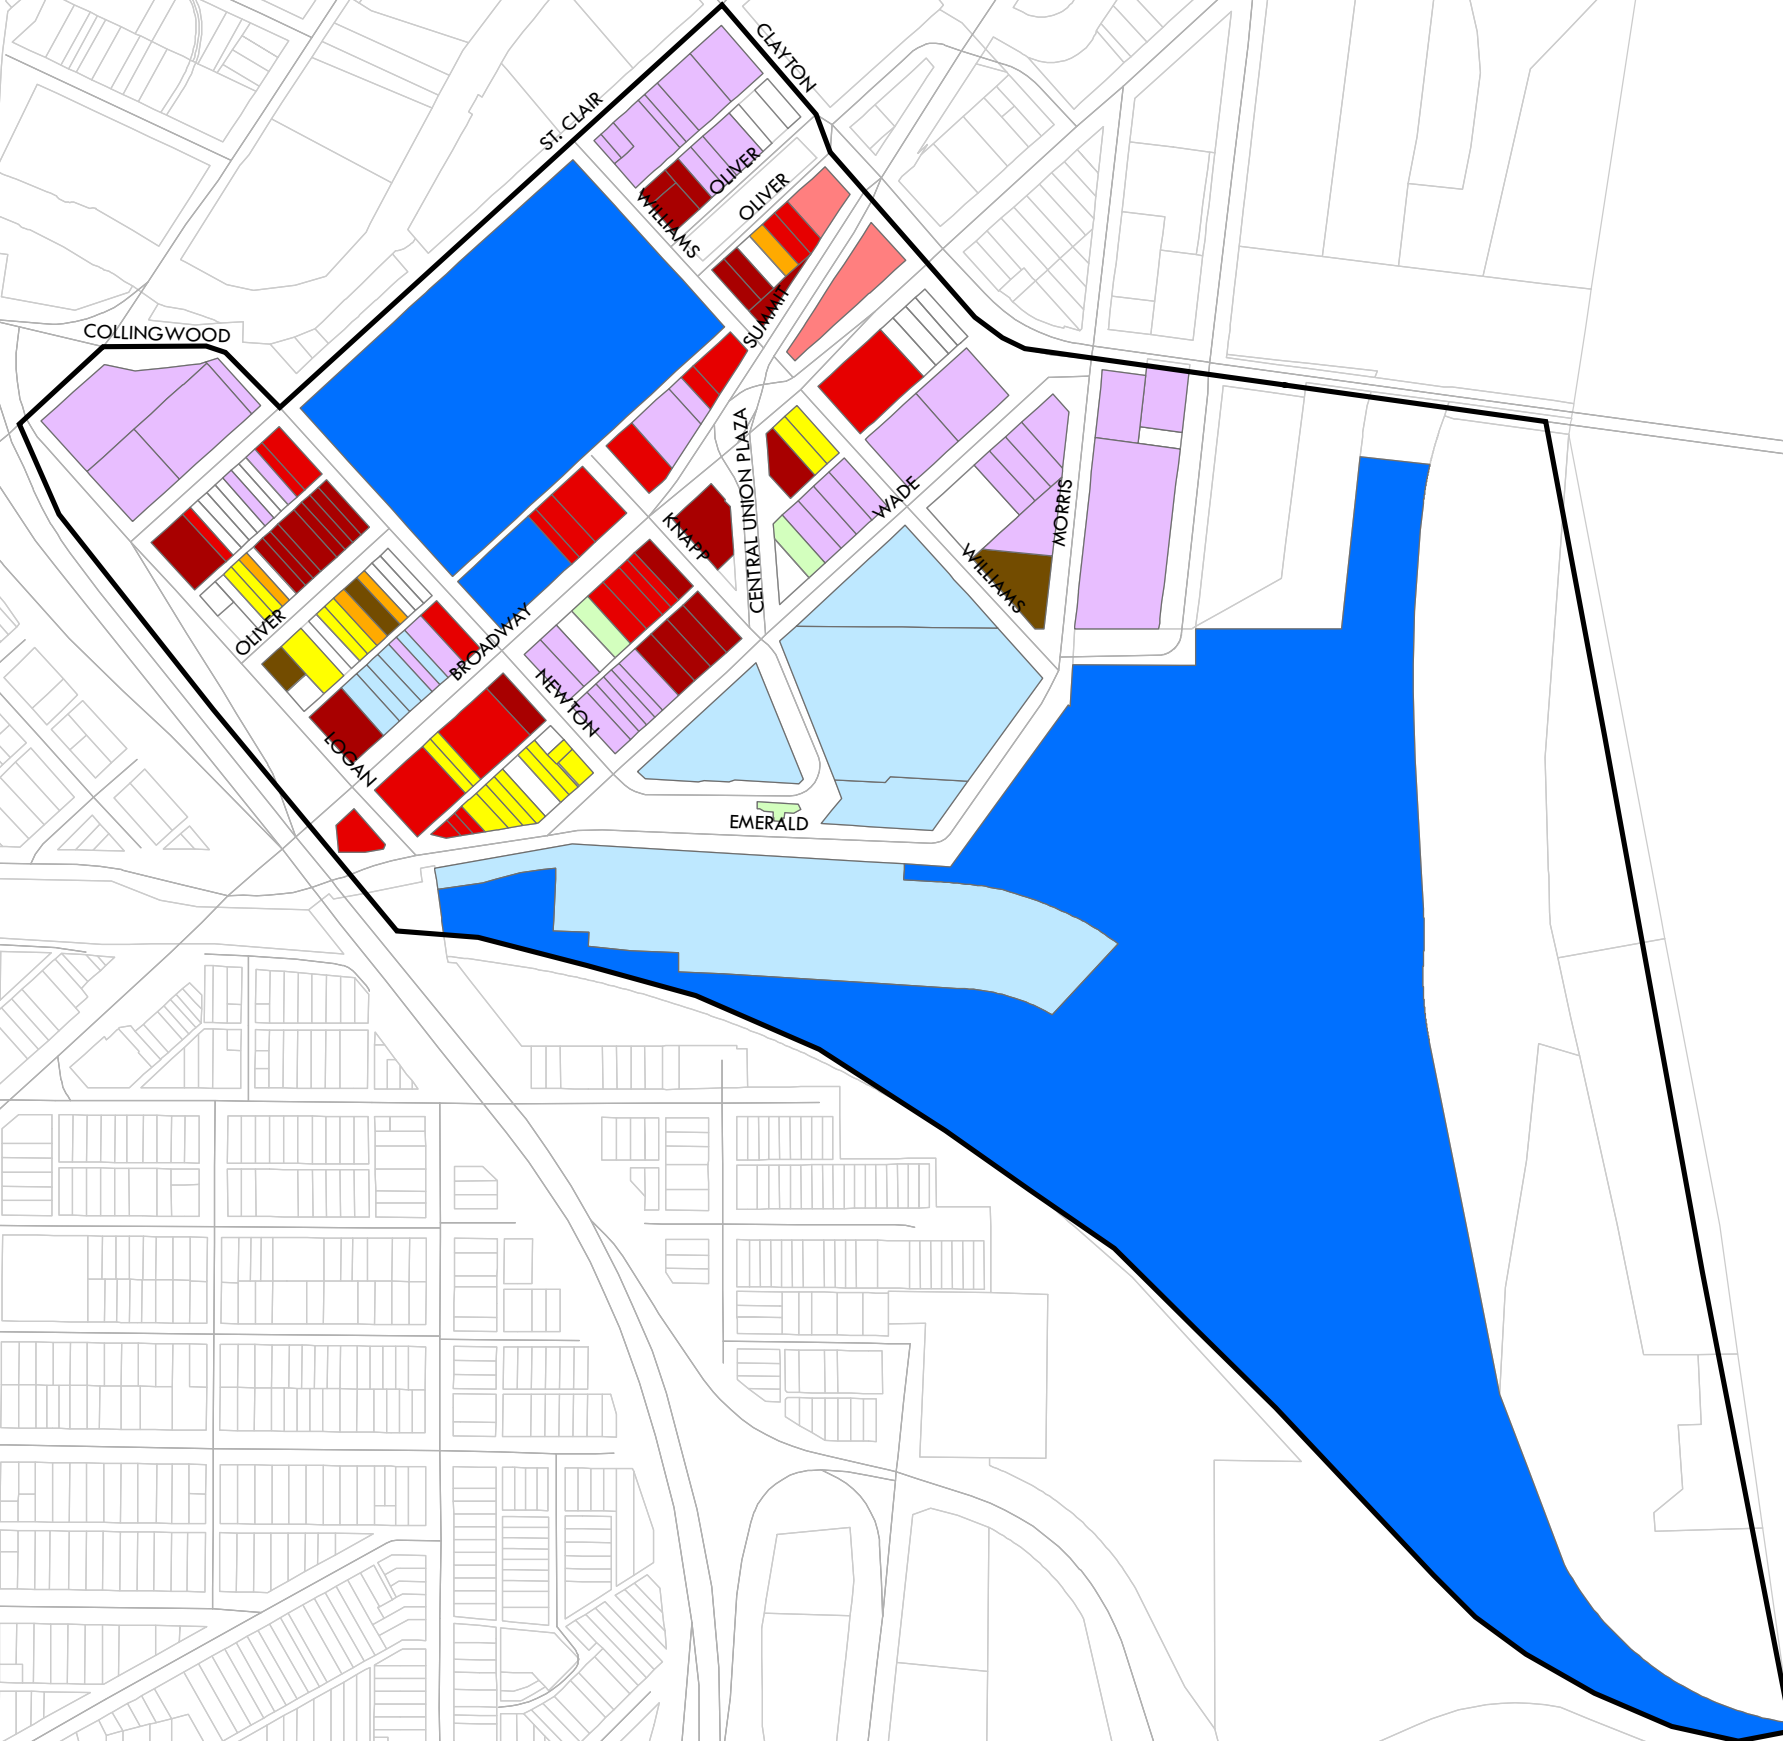 CLAYTON
ST. CLAIR
OLIVER
OLIVER
WILLIAMS
SUMMIT
COLLINGWOOD
CENTRAL UNION PLAZA
WADE
MORRIS
KNAPP
WILLIAMS
OLIVER
BROADWAY
NEWTON
LOGAN
EMERALD